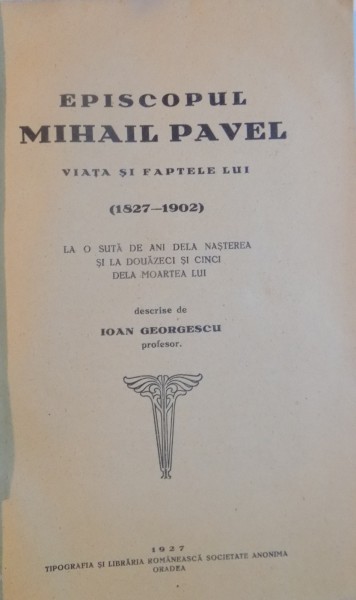 EPISCOPUL
MIHAIL PAVEL
VIAȚA ȘI FAPTELE LUI
(1827—1902)
LA O SUTĂ DE ANI DELA NAȘTEREA
ȘI LA DOUĂZECI ȘI CINCI
DELA MOARTEA LUI
descrise de
IOAN GEORGESCU
profesor.
1927
TIPOGRAFIA ȘI LIBRĂRIA ROMÂNEASCĂ SOCIETATE ANONIMA
ORADEA